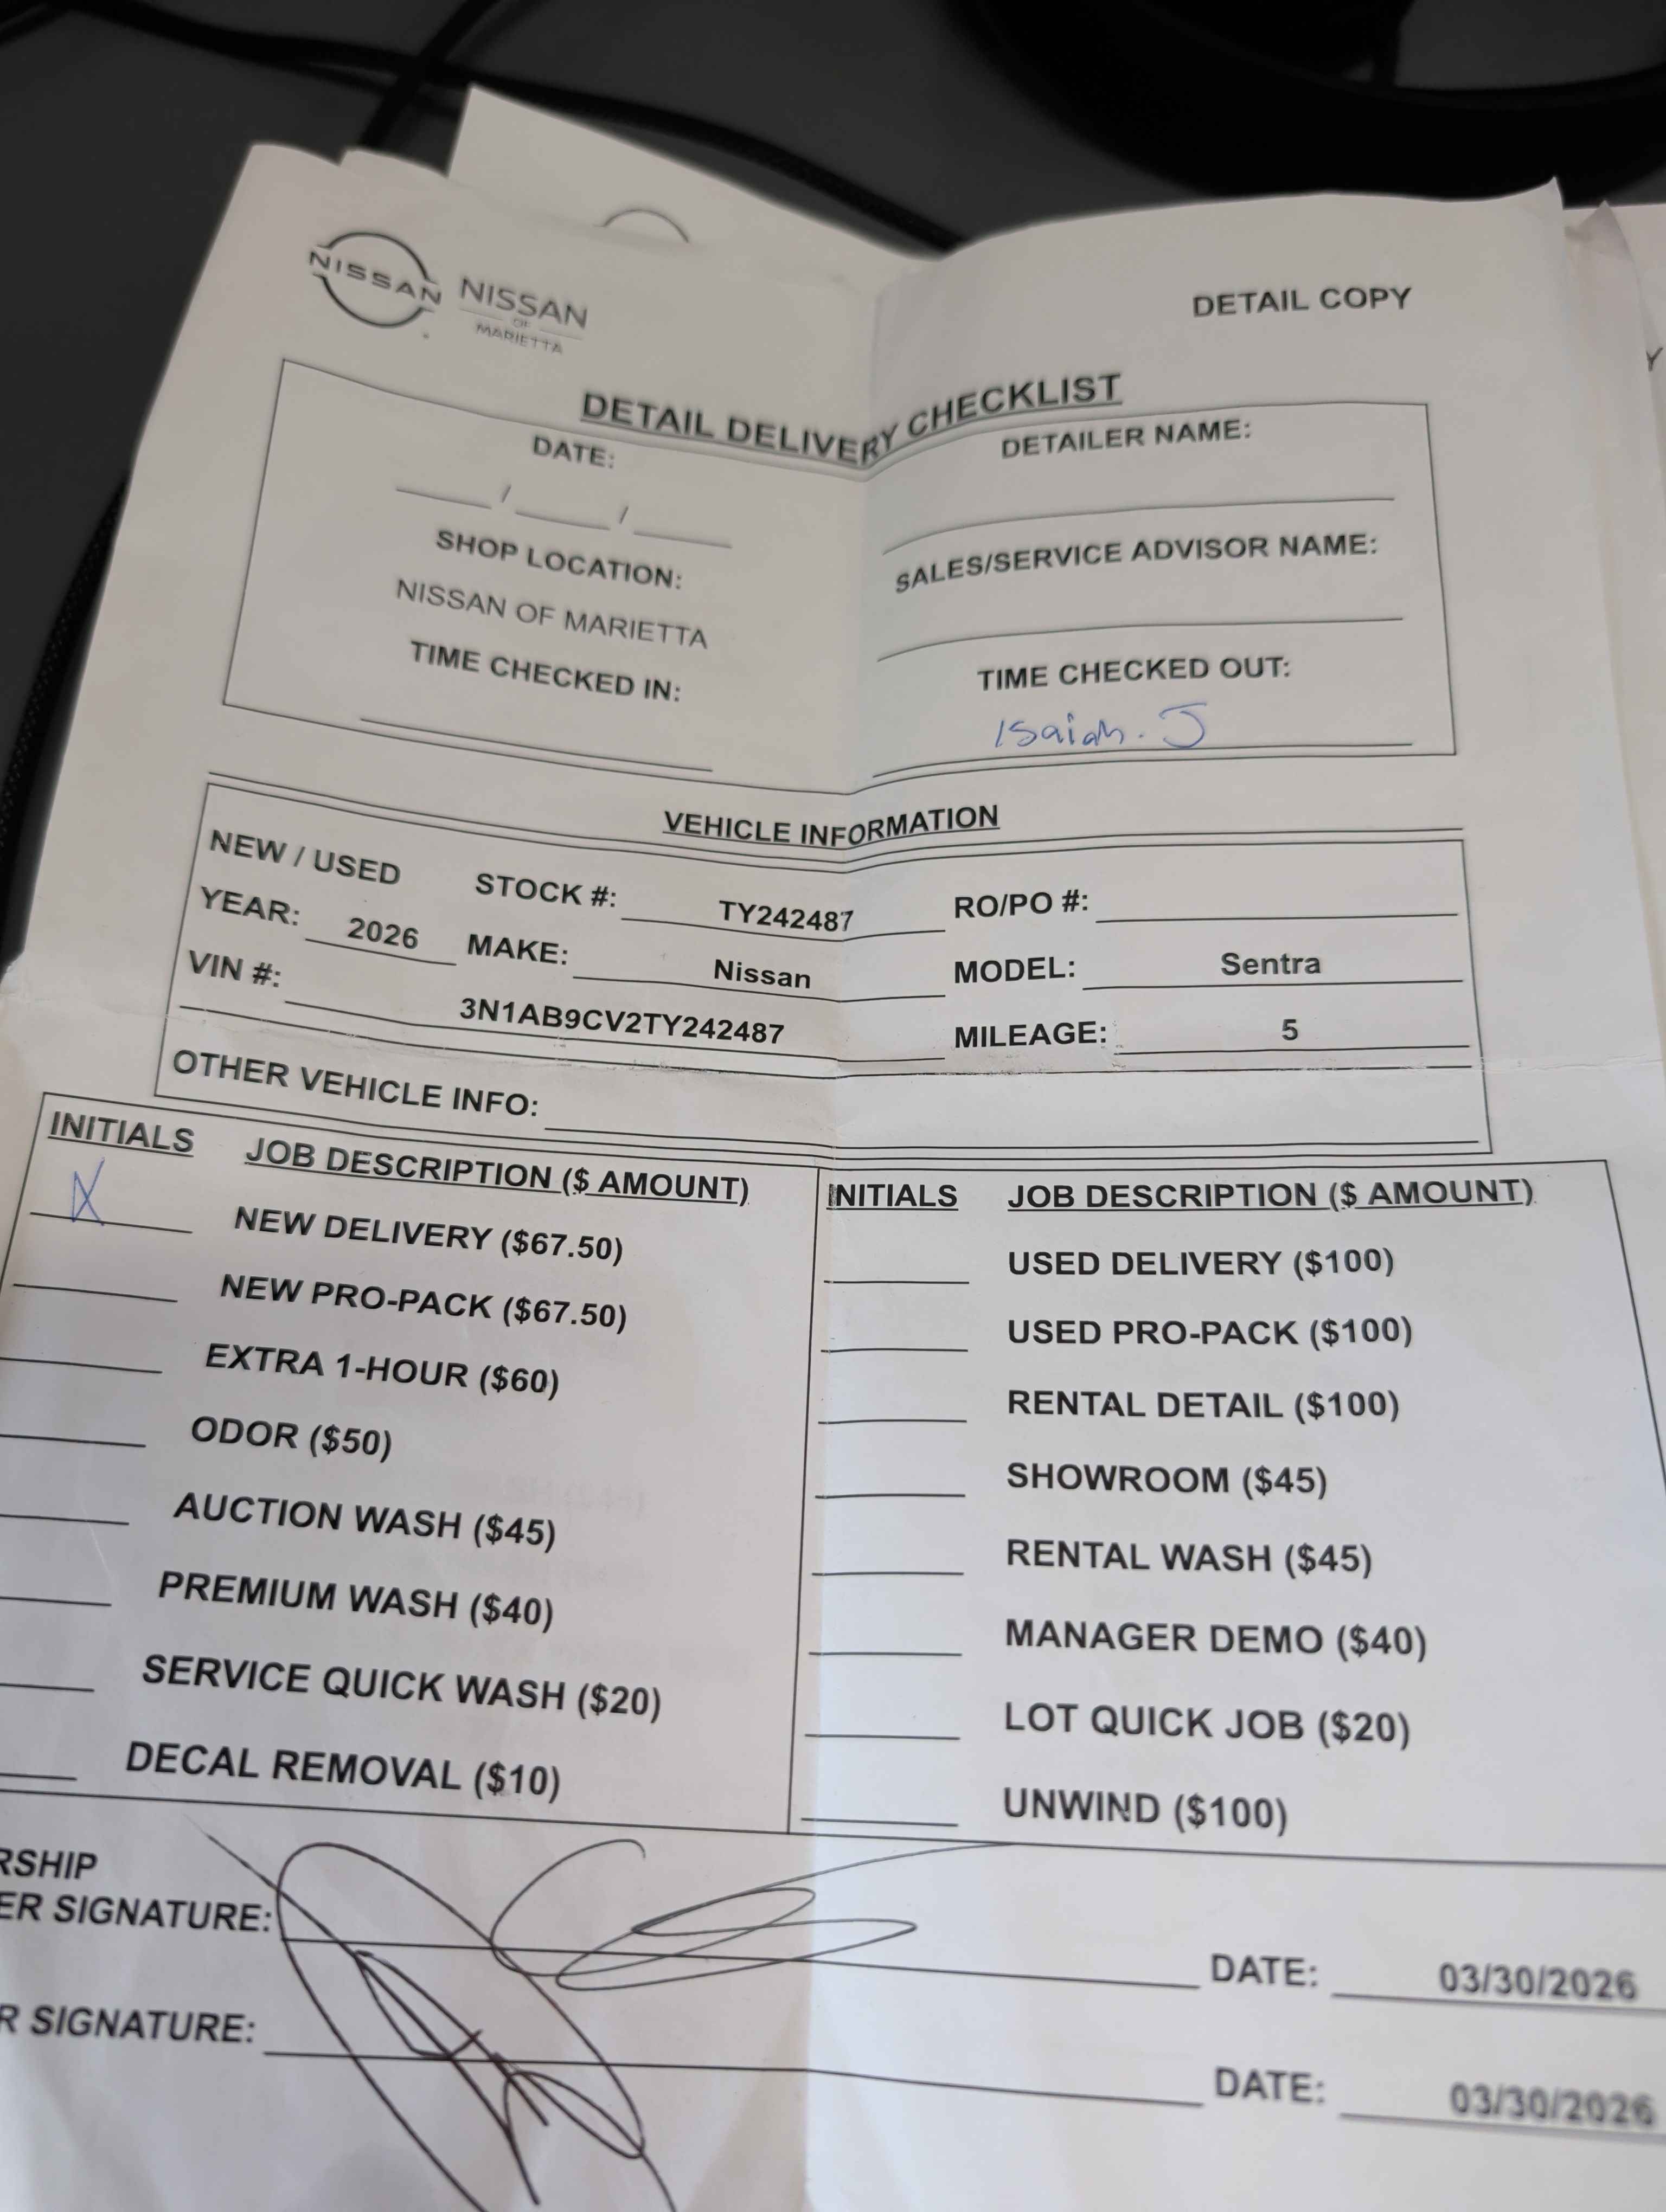 NISSAN
NISSAN
OF
MARIETTA
DETAIL COPY
DETAIL DELIVERY CHECKLIST
DATE:
/ /
SHOP LOCATION:
NISSAN OF MARIETTA
TIME CHECKED IN:
DETAILER NAME:
SALES/SERVICE ADVISOR NAME:
TIME CHECKED OUT:
Isaiah. J
VEHICLE INFORMATION
NEW / USED STOCK #: TY242487 RO/PO #:
YEAR: 2026 MAKE: Nissan MODEL: Sentra
VIN #: 3N1AB9CV2TY242487 MILEAGE: 5
OTHER VEHICLE INFO:
INITIALS JOB DESCRIPTION ($ AMOUNT)
X NEW DELIVERY ($67.50)
NEW PRO-PACK ($67.50)
EXTRA 1-HOUR ($60)
ODOR ($50)
AUCTION WASH ($45)
PREMIUM WASH ($40)
SERVICE QUICK WASH ($20)
DECAL REMOVAL ($10)
INITIALS JOB DESCRIPTION ($ AMOUNT)
USED DELIVERY ($100)
USED PRO-PACK ($100)
RENTAL DETAIL ($100)
SHOWROOM ($45)
RENTAL WASH ($45)
MANAGER DEMO ($40)
LOT QUICK JOB ($20)
UNWIND ($100)
RSHIP
ER SIGNATURE: DATE: 03/30/2026
R SIGNATURE: DATE: 03/30/2026